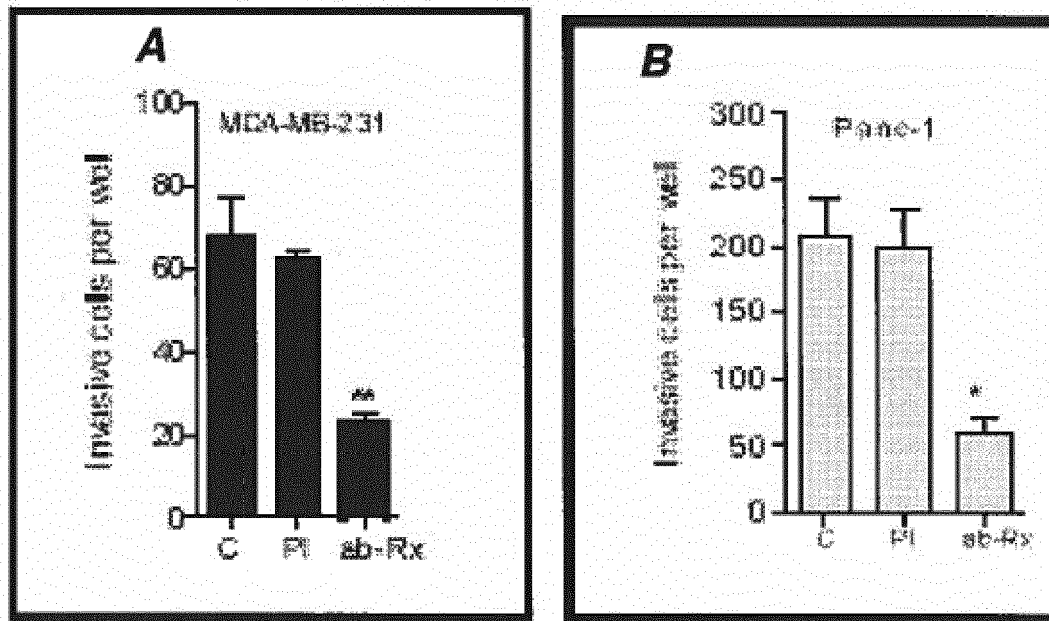 A
MDA-MB-231
Invasive cells per well
100
80
60
40
20
0
C PI ab-Rx
B
Panc-1
Invasive cells per well
300
250
200
150
100
50
0
C PI ab-Rx
**
*